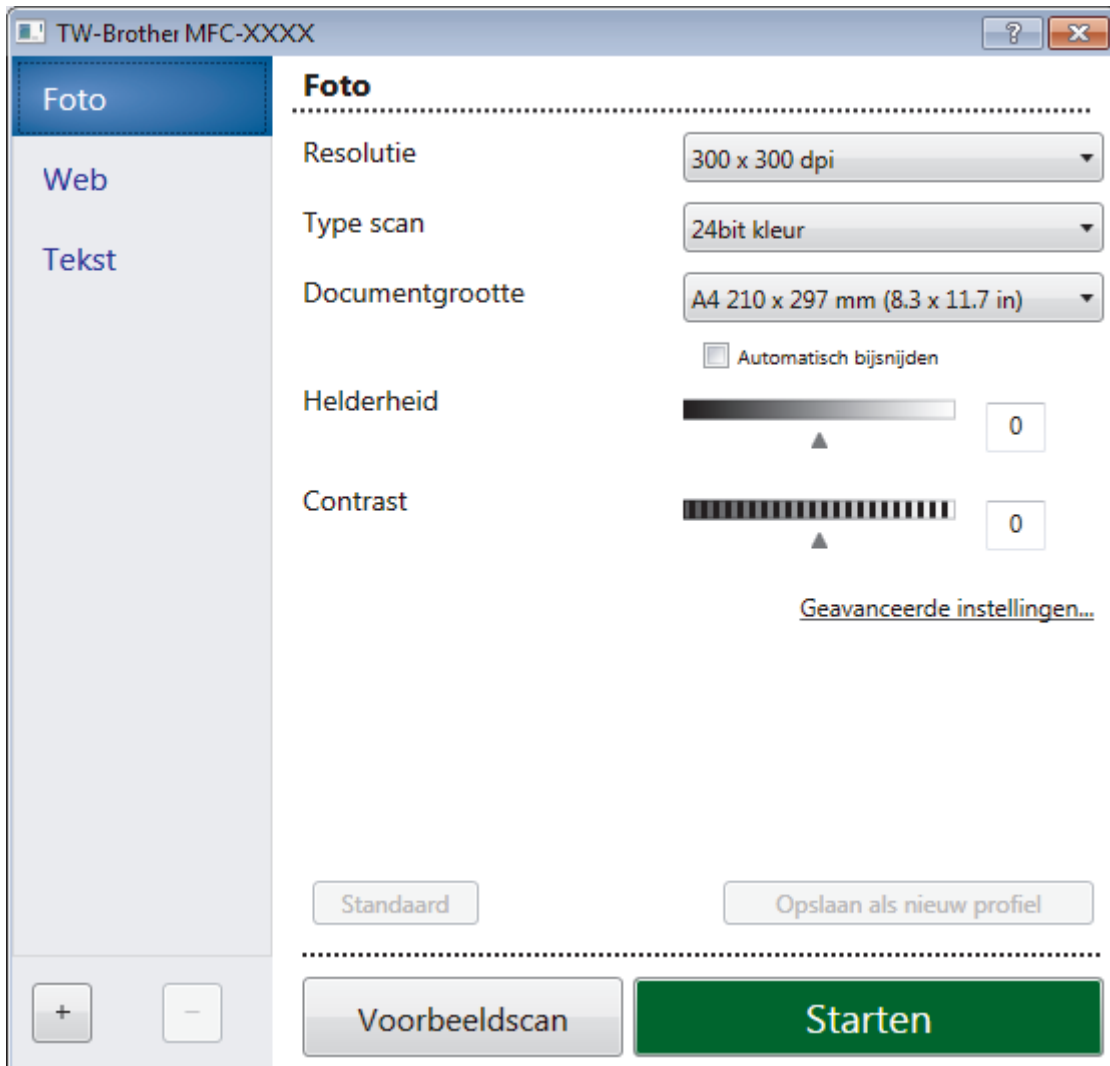 TW-Brother MFC-XXXX
?
Foto
Web
Tekst
Foto
Resolutie
300 x 300 dpi
Type scan
24bit kleur
Documentgrootte
A4 210 x 297 mm (8.3 x 11.7 in)
Automatisch bijsnijden
Helderheid
0
Contrast
0
Geavanceerde instellingen...
Standaard
Opslaan als nieuw profiel
+
−
Voorbeeldscan
Starten